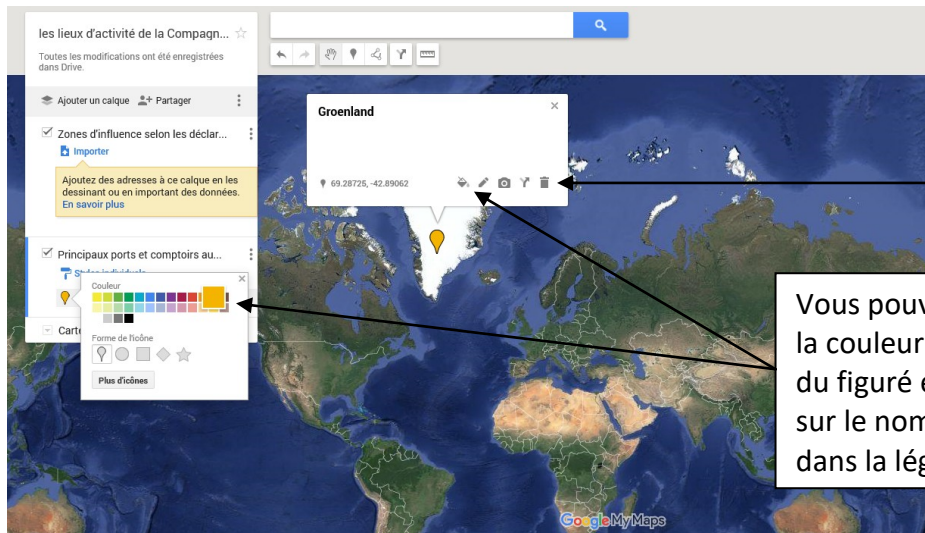 les lieux d'activité de la Compagn...
Toutes les modifications ont été enregistrées
dans Drive.
Ajouter un calque
Partager
Zones d'influence selon les déclar...
Importer
Ajoutez des adresses à ce calque en les
dessinant ou en important des données.
En savoir plus
Principaux ports et comptoirs au...
Couleur
Forme de l'icône
Plus d'icônes
Groenland
69.28725, -42.89062
Vous pouv
la couleur
du figuré e
sur le nom
dans la lég
Google My Maps